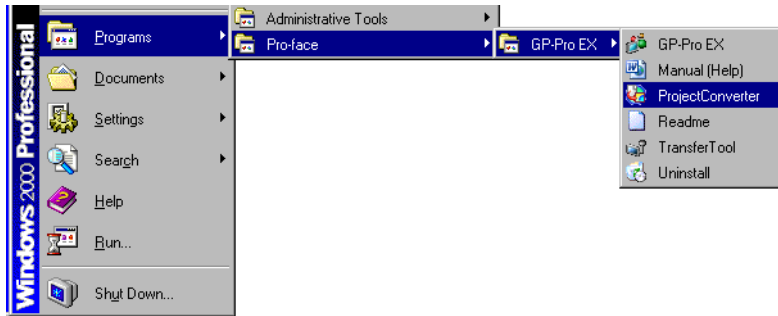 Windows 2000 Professional
Programs
Documents
Settings
Search
Help
Run...
Shut Down...
Administrative Tools
Pro-face
GP-Pro EX
GP-Pro EX
Manual (Help)
ProjectConverter
Readme
TransferTool
Uninstall